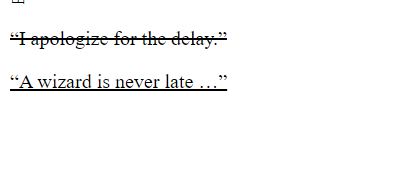 “I apologize for the delay.”
“A wizard is never late …”